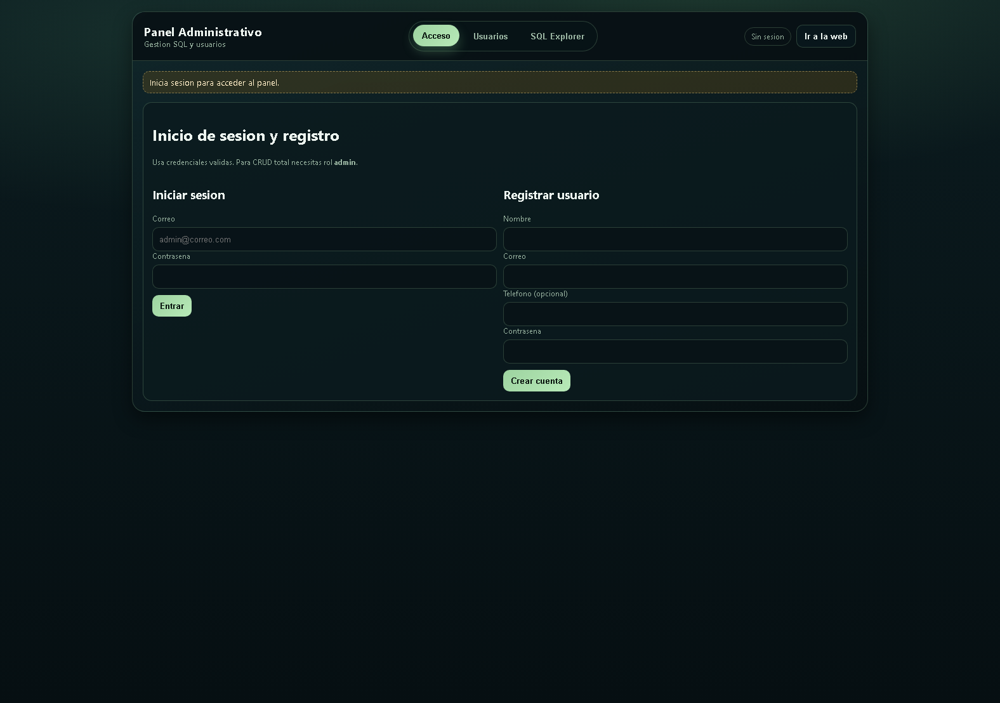 Panel Administrativo
Gestion SQL y usuarios
Acceso
Usuarios
SQL Explorer
Sin sesion
Ir a la web
Inicia sesion para acceder al panel.
Inicio de sesion y registro
Usa credenciales validas. Para CRUD total necesitas rol admin.
Iniciar sesion
Correo
admin@correo.com
Contrasena
Entrar
Registrar usuario
Nombre
Correo
Telefono (opcional)
Contrasena
Crear cuenta